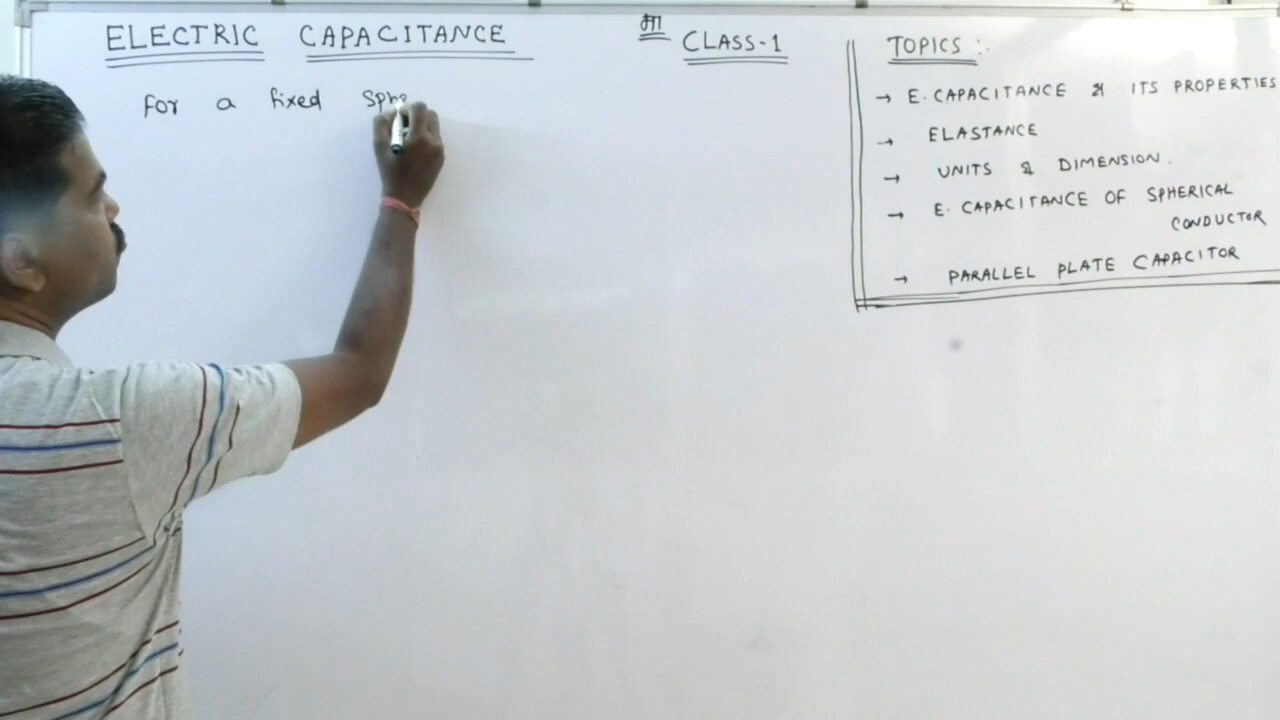 ELECTRIC CAPACITANCE
मा
CLASS-1
For a fixed Sphe
TOPICS :.
→ E. CAPACITANCE & ITS PROPERTIES
→ ELASTANCE
→ UNITS & DIMENSION.
→ E. CAPACITANCE OF SPHERICAL
CONDUCTOR
→ PARALLEL PLATE CAPACITOR